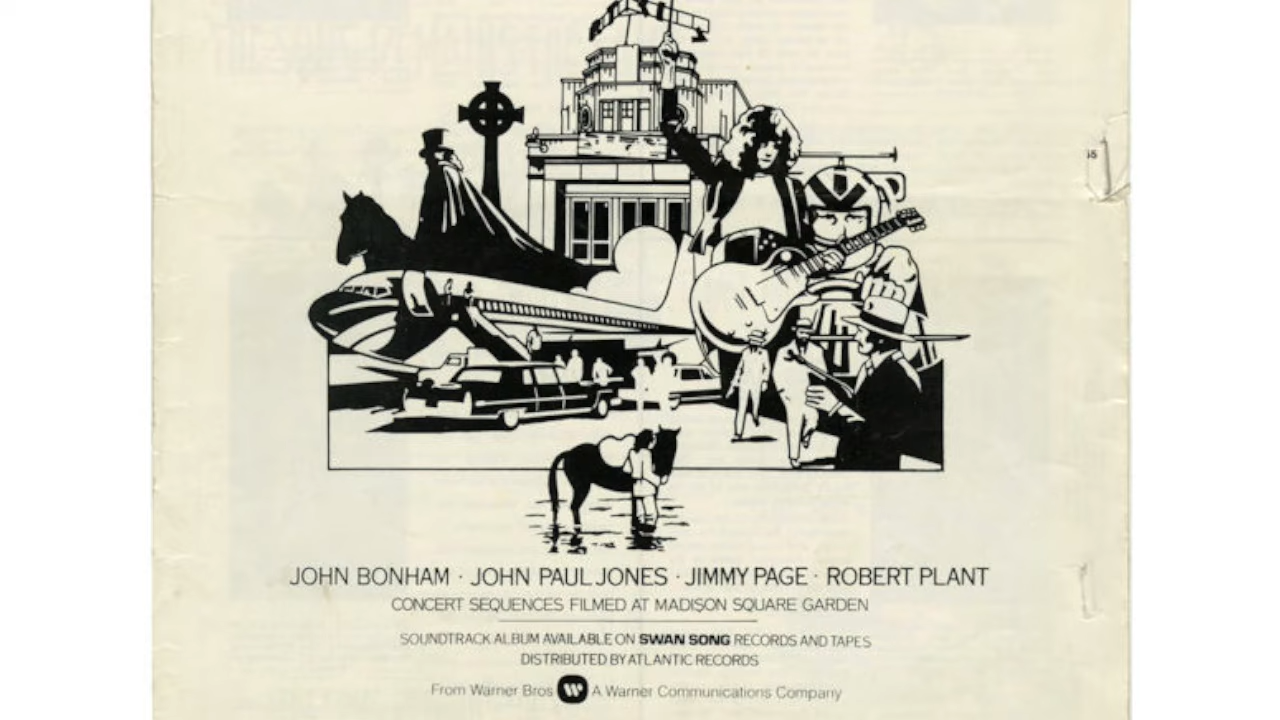 JOHN BONHAM · JOHN PAUL JONES · JIMMY PAGE · ROBERT PLANT
CONCERT SEQUENCES FILMED AT MADISON SQUARE GARDEN
SOUNDTRACK ALBUM AVAILABLE ON SWAN SONG RECORDS AND TAPES
DISTRIBUTED BY ATLANTIC RECORDS
From Warner Bros W A Warner Communications Company